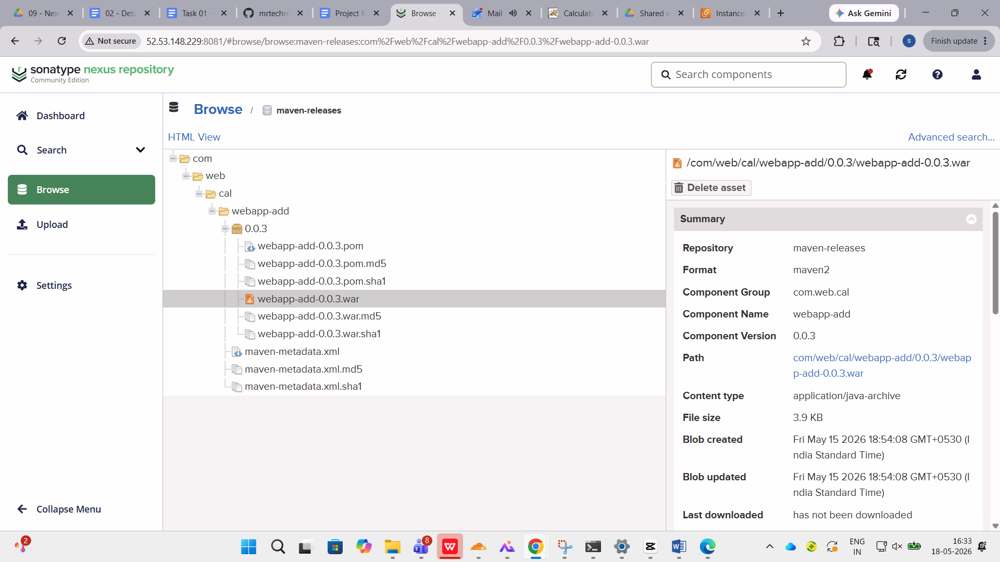 09 - Nex
02 - Deta
Task 01 -
mrtechre
Project R
Browse -
Mail
Calculato
Shared w
Instances
Ask Gemini
Not secure
52.53.148.229:8081/#browse/browse:maven-releases:com%2Fweb%2Fcal%2Fwebapp-add%2F0.0.3%2Fwebapp-add-0.0.3.war
S
Finish update
sonatype nexus repository
Community Edition
Search components
Dashboard
Search
Browse
Upload
Settings
Collapse Menu
Browse / maven-releases
HTML View
Advanced search...
com
web
cal
webapp-add
0.0.3
webapp-add-0.0.3.pom
webapp-add-0.0.3.pom.md5
webapp-add-0.0.3.pom.sha1
webapp-add-0.0.3.war
webapp-add-0.0.3.war.md5
webapp-add-0.0.3.war.sha1
maven-metadata.xml
maven-metadata.xml.md5
maven-metadata.xml.sha1
/com/web/cal/webapp-add/0.0.3/webapp-add-0.0.3.war
Delete asset
Summary
Repository maven-releases
Format maven2
Component Group com.web.cal
Component Name webapp-add
Component Version 0.0.3
Path com/web/cal/webapp-add/0.0.3/webap
p-add-0.0.3.war
Content type application/java-archive
File size 3.9 KB
Blob created Fri May 15 2026 18:54:08 GMT+0530 (I
ndia Standard Time)
Blob updated Fri May 15 2026 18:54:08 GMT+0530 (I
ndia Standard Time)
Last downloaded has not been downloaded
2
8
ENG
IN
16:33
18-05-2026